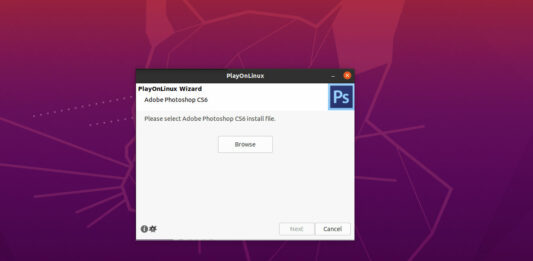 PlayOnLinux
PlayOnLinux Wizard
Adobe Photoshop CS6
Ps
Please select Adobe Photoshop CS6 install file.
Browse
Next
Cancel